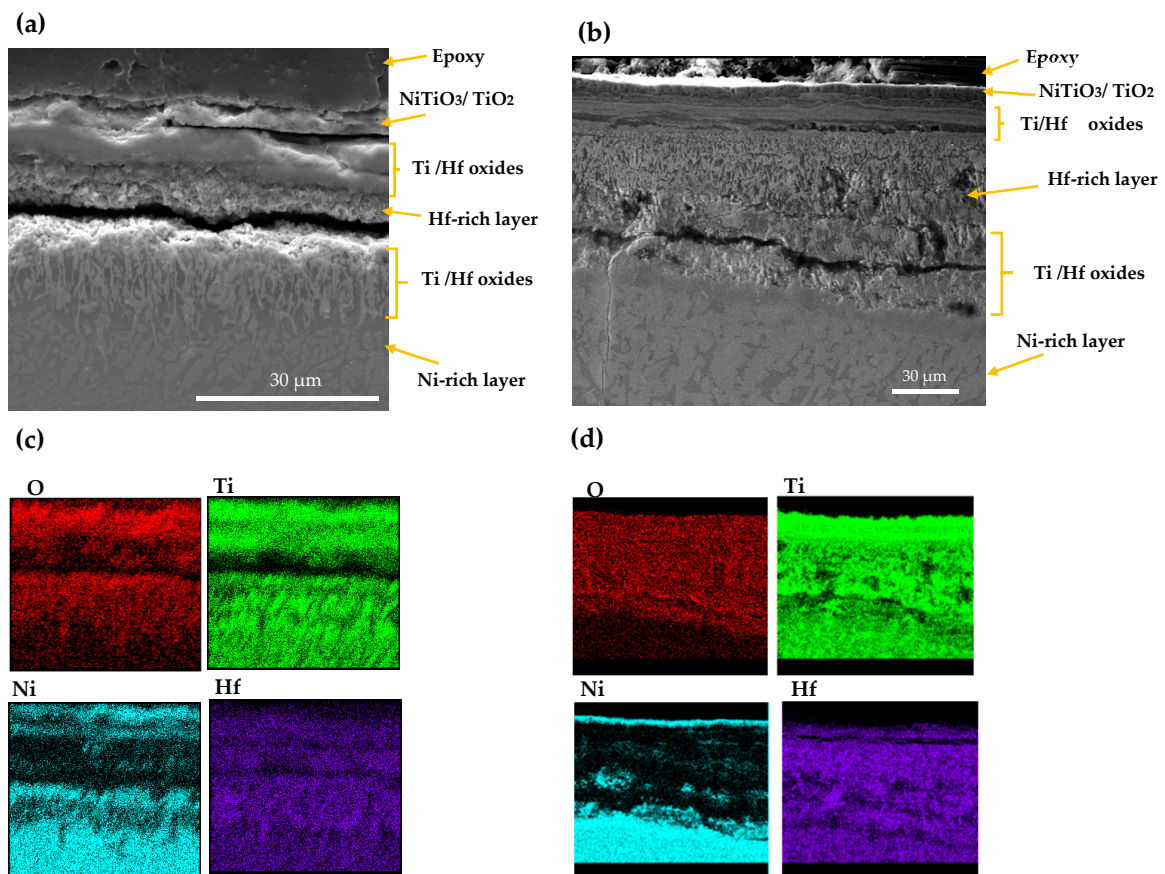 (a)
Epoxy
NiTiO3/ TiO2
Ti /Hf oxides
Hf-rich layer
Ti /Hf oxides
Ni-rich layer
30 µm
(b)
Epoxy
NiTiO3/ TiO2
Ti/Hf oxides
Hf-rich layer
Ti /Hf oxides
Ni-rich layer
30 µm
(c)
O
Ti
Ni
Hf
(d)
O
Ti
Ni
Hf